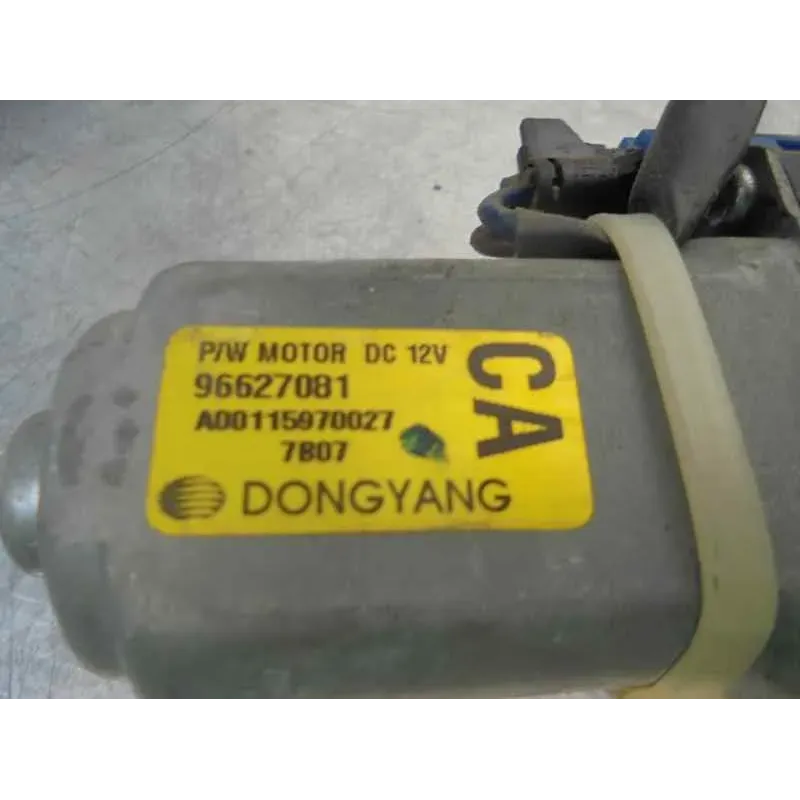 P/W MOTOR DC 12V
96627081
A00115970027
7B07
DONGYANG
CA